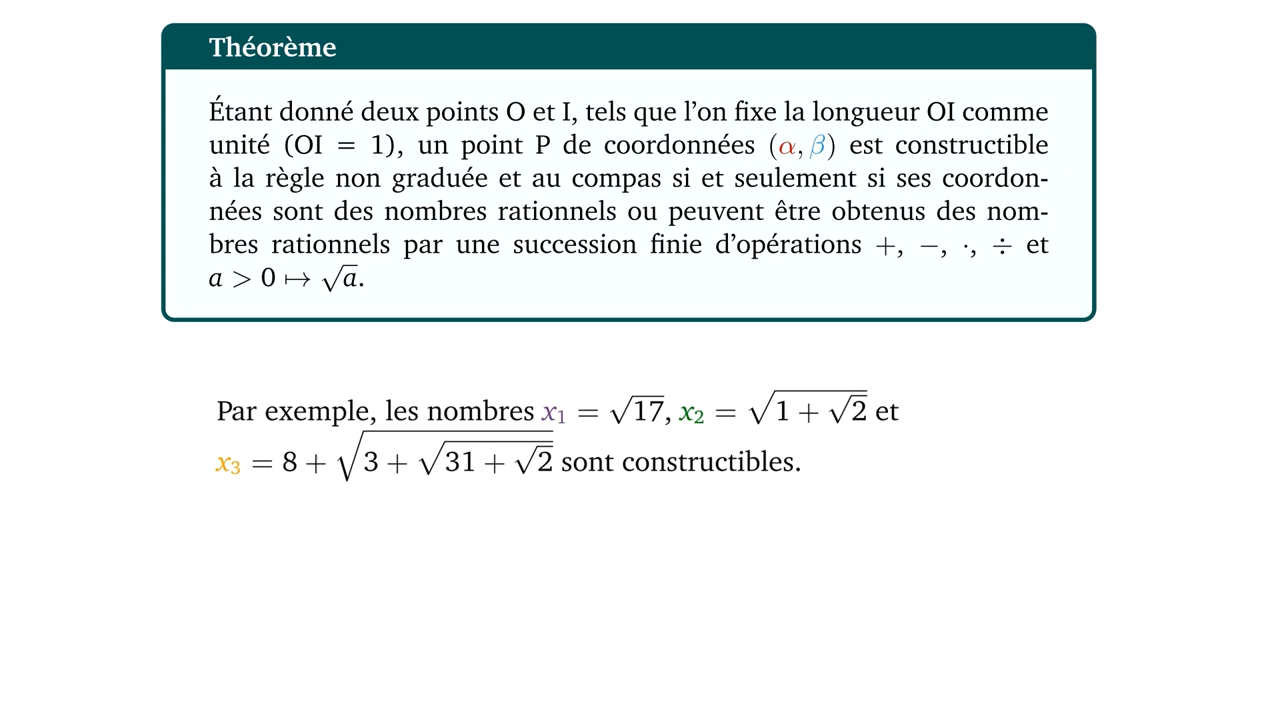 Théorème
Étant donné deux points O et I, tels que l’on fixe la longueur OI comme
unité (OI = 1), un point P de coordonnées (α, β) est constructible
à la règle non graduée et au compas si et seulement si ses coordon-
nées sont des nombres rationnels ou peuvent être obtenus des nom-
bres rationnels par une succession finie d’opérations +, −, ·, ÷ et
a > 0 ↦ √a.
Par exemple, les nombres x₁ = √17, x₂ = √(1 + √2) et
x₃ = 8 + √(3 + √(31 + √2)) sont constructibles.